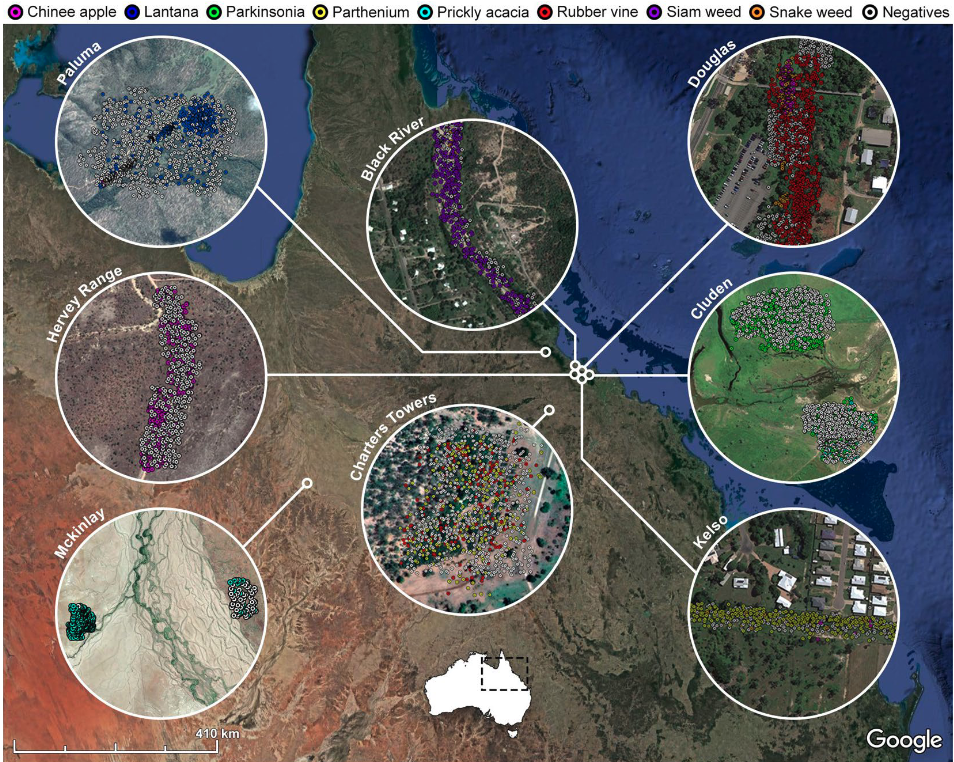 Chinee apple Lantana Parkinsonia Parthenium Prickly acacia Rubber vine Siam weed Snake weed Negatives
Paluma
Black River
Douglas
Hervey Range
Cluden
Charters Towers
Mckinlay
Kelso
410 km
Google